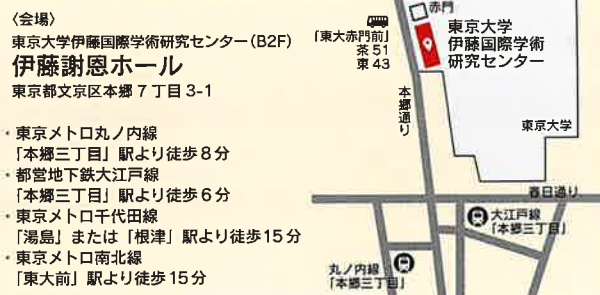 〈会場〉
東京大学伊藤国際学術研究センター(B2F)
伊藤謝恩ホール
東京都文京区本郷7丁目3-1
・東京メトロ丸ノ内線
「本郷三丁目」駅より徒歩8分
・都営地下鉄大江戸線
「本郷三丁目」駅より徒歩6分
・東京メトロ千代田線
「湯島」または「根津」駅より徒歩15分
・東京メトロ南北線
「東大前」駅より徒歩15分
赤門
「東大赤門前」
茶51
東43
東京大学
伊藤国際学術
研究センター
本郷通り
東京大学
春日通り
大江戸線
「本郷三丁目」
丸ノ内線
「本郷三丁目」